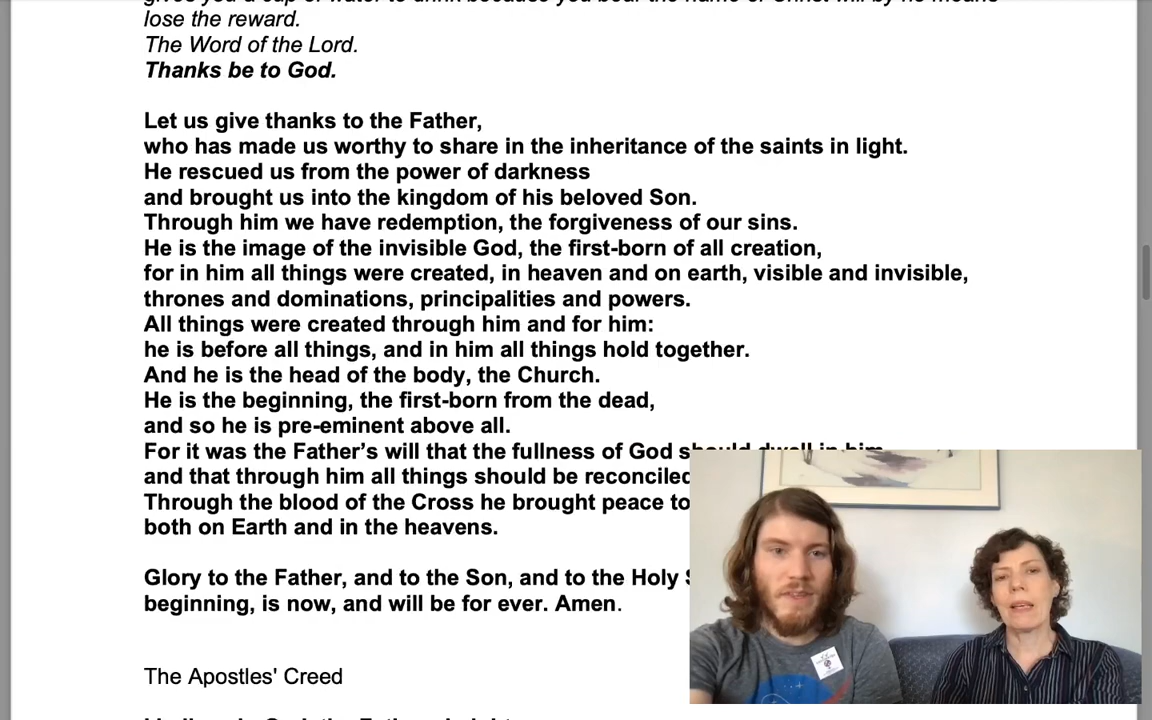 lose the reward.
The Word of the Lord.
Thanks be to God.
Let us give thanks to the Father,
who has made us worthy to share in the inheritance of the saints in light.
He rescued us from the power of darkness
and brought us into the kingdom of his beloved Son.
Through him we have redemption, the forgiveness of our sins.
He is the image of the invisible God, the first-born of all creation,
for in him all things were created, in heaven and on earth, visible and invisible,
thrones and dominations, principalities and powers.
All things were created through him and for him:
he is before all things, and in him all things hold together.
And he is the head of the body, the Church.
He is the beginning, the first-born from the dead,
and so he is pre-eminent above all.
For it was the Father’s will that the fullness of God should dwell in him
and that through him all things should be reconciled
Through the blood of the Cross he brought peace to
both on Earth and in the heavens.
Glory to the Father, and to the Son, and to the Holy
beginning, is now, and will be for ever. Amen.
The Apostles' Creed